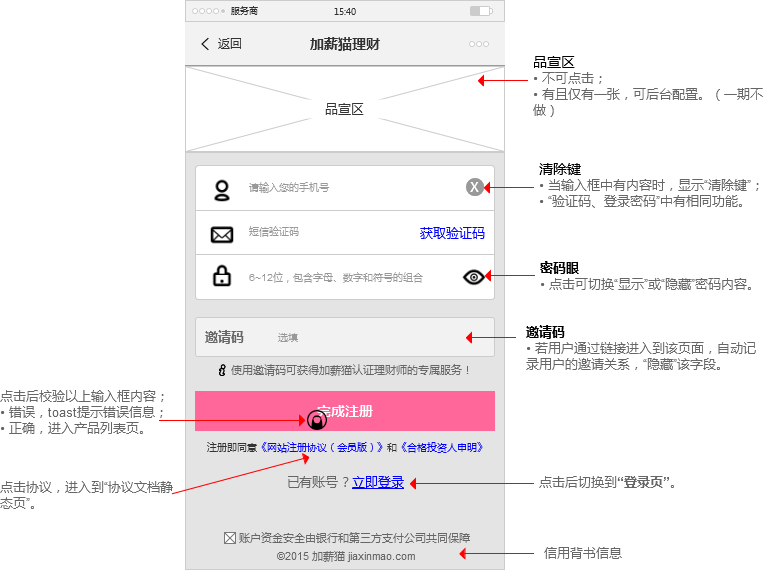 服务商
15:40
返回
加薪猫理财
品宣区
请输入您的手机号
X
短信验证码
获取验证码
6~12位，包含字母、数字和符号的组合
邀请码
选填
使用邀请码可获得加薪猫认证理财师的专属服务！
完成注册
注册即同意《网站注册协议（会员版）》和《合格投资人申明》
已有账号？立即登录
账户资金安全由银行和第三方支付公司共同保障
©2015 加薪猫 jiaxinmao.com
品宣区
• 不可点击；
• 有且仅有一张，可后台配置。（一期不
做）
清除键
• 当输入框中有内容时，显示“清除键”；
• “验证码、登录密码”中有相同功能。
密码眼
• 点击可切换“显示”或“隐藏”密码内容。
邀请码
• 若用户通过链接进入到该页面，自动记
录用户的邀请关系，“隐藏”该字段。
点击后校验以上输入框内容；
• 错误，toast提示错误信息；
• 正确，进入产品列表页。
点击协议，进入到“协议文档静
态页”。
点击后切换到“登录页”。
信用背书信息